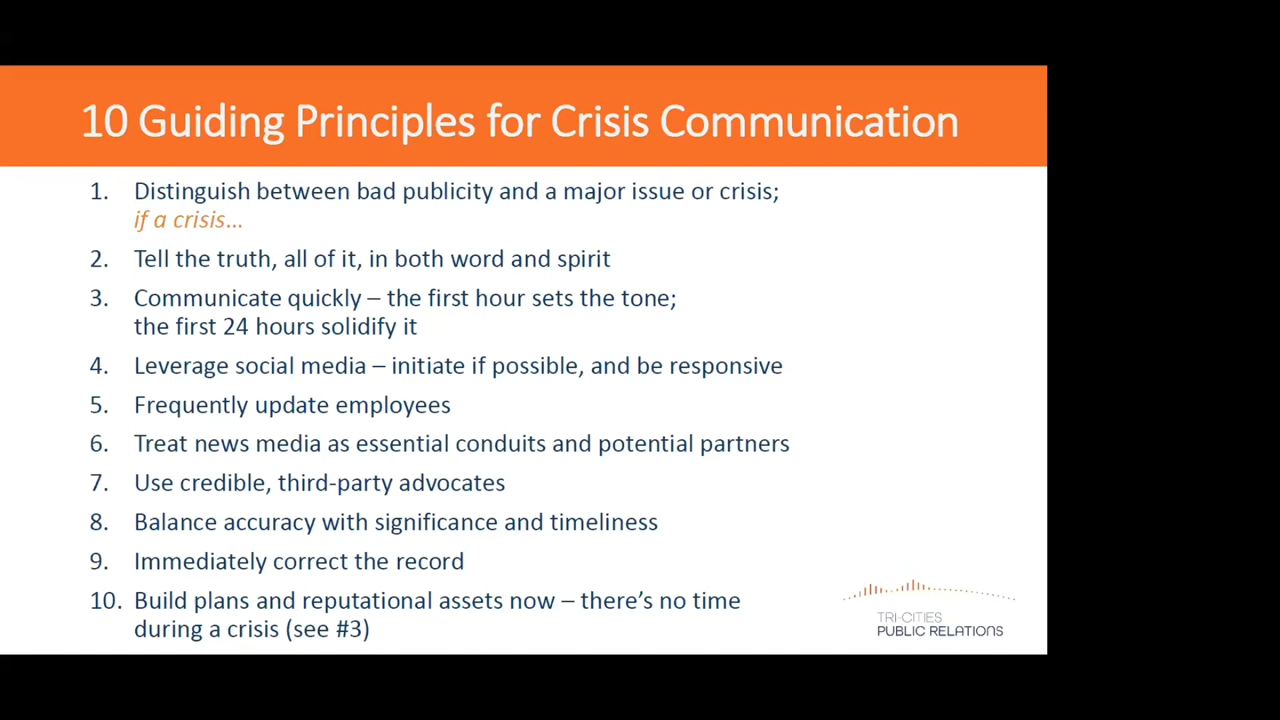 10 Guiding Principles for Crisis Communication
1. Distinguish between bad publicity and a major issue or crisis;
if a crisis…
2. Tell the truth, all of it, in both word and spirit
3. Communicate quickly – the first hour sets the tone;
the first 24 hours solidify it
4. Leverage social media – initiate if possible, and be responsive
5. Frequently update employees
6. Treat news media as essential conduits and potential partners
7. Use credible, third-party advocates
8. Balance accuracy with significance and timeliness
9. Immediately correct the record
10. Build plans and reputational assets now – there’s no time
during a crisis (see #3)
TRI-CITIES
PUBLIC RELATIONS